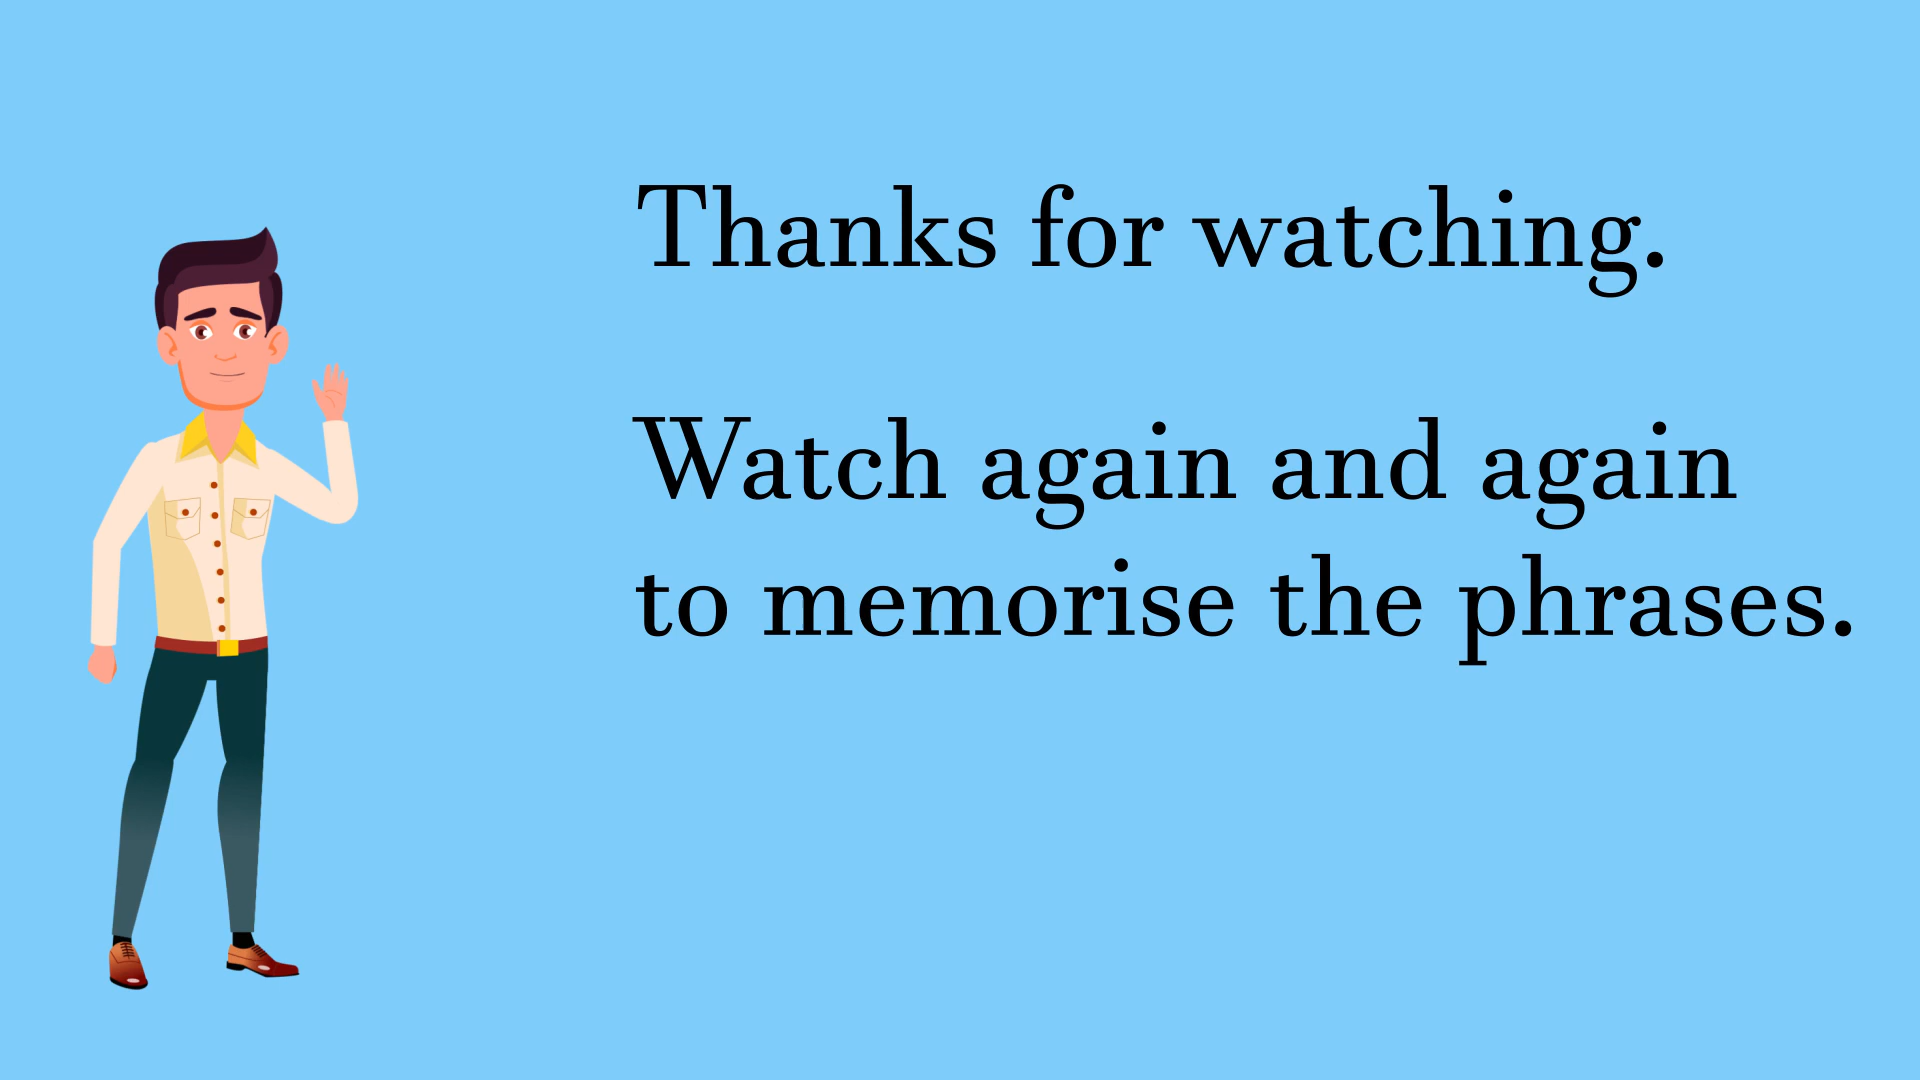 Thanks for watching.
Watch again and again
to memorise the phrases.